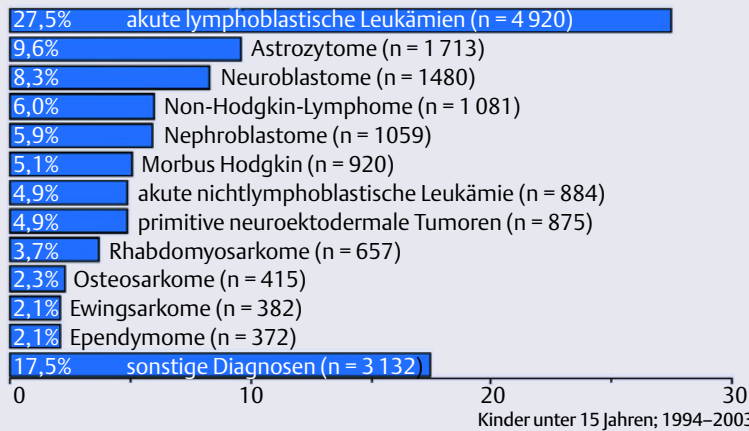 27,5% akute lymphoblastische Leukämien (n = 4 920)
9,6% Astrozytome (n = 1 713)
8,3% Neuroblastome (n = 1480)
6,0% Non-Hodgkin-Lymphome (n = 1 081)
5,9% Nephroblastome (n = 1059)
5,1% Morbus Hodgkin (n = 920)
4,9% akute nichtlymphoblastische Leukämie (n = 884)
4,9% primitive neuroektodermale Tumoren (n = 875)
3,7% Rhabdomyosarkome (n = 657)
2,3% Osteosarkome (n = 415)
2,1% Ewingsarkome (n = 382)
2,1% Ependymome (n = 372)
17,5% sonstige Diagnosen (n = 3 132)
0 10 20 30
Kinder unter 15 Jahren; 1994–2003